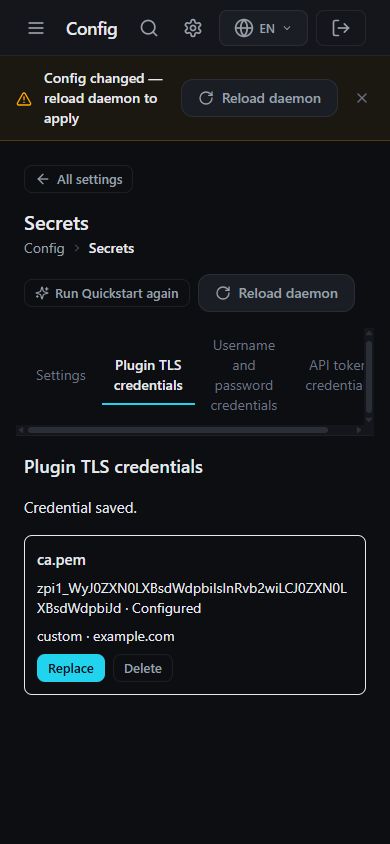 Config
EN
Config changed —
reload daemon to
apply
Reload daemon
All settings
Secrets
Config > Secrets
Run Quickstart again
Reload daemon
Settings
Plugin TLS
credentials
Username
and
password
credentials
API token
credentia
Plugin TLS credentials
Credential saved.
ca.pem
zpi1_WyJ0ZXN0LXBsdWdpbiIsInRvb2wiLCJ0ZXN0L
XBsdWdpbiJd · Configured
custom · example.com
Replace
Delete